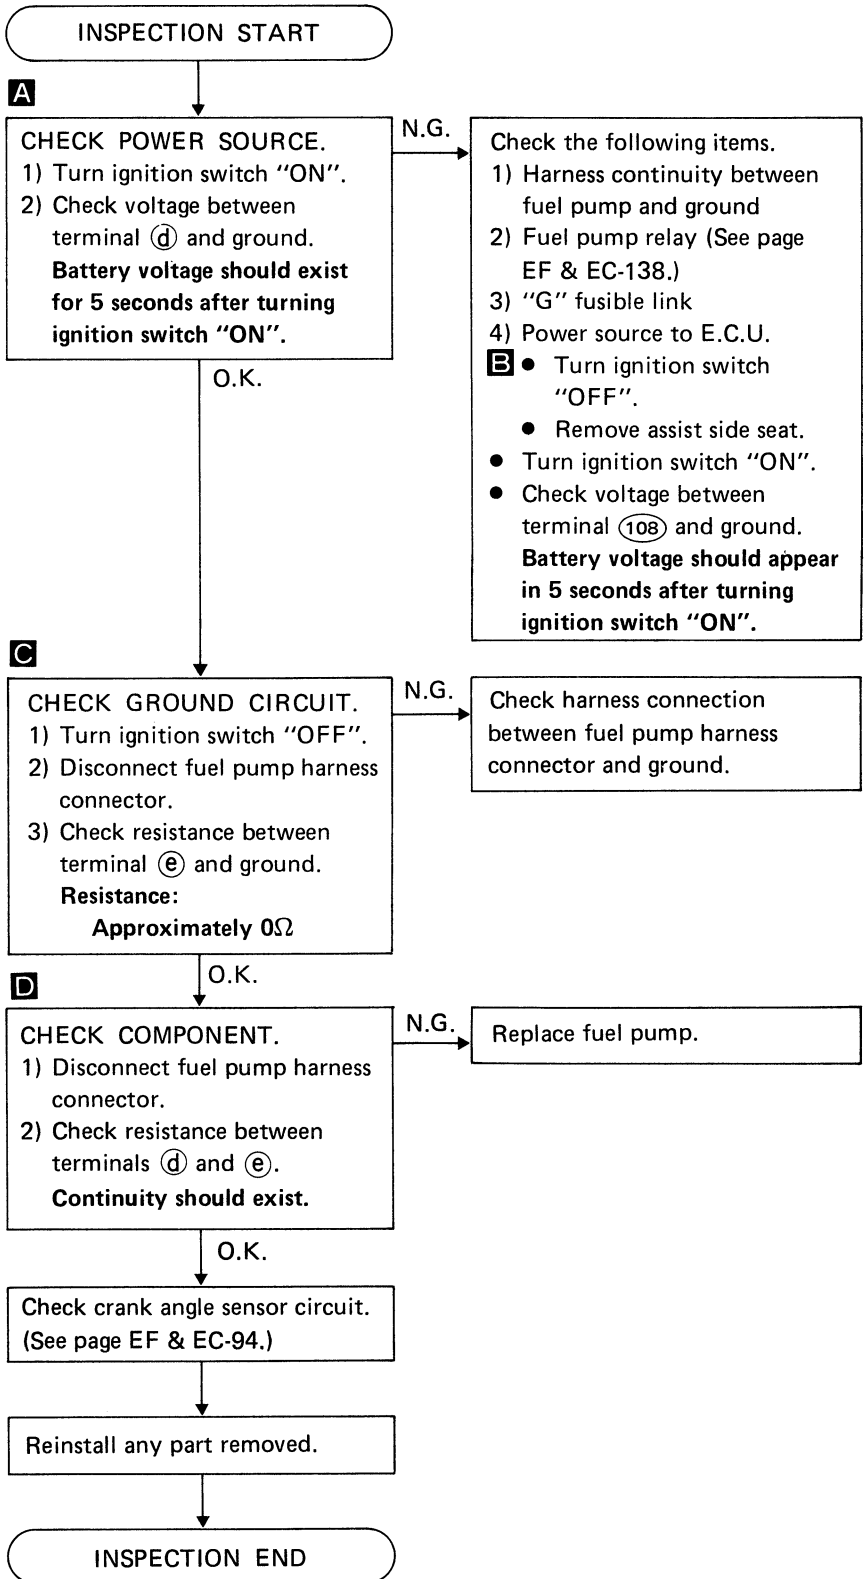 INSPECTION START
A
CHECK POWER SOURCE.
1) Turn ignition switch "ON".
2) Check voltage between
terminal ⓓ and ground.
Battery voltage should exist
for 5 seconds after turning
ignition switch "ON".
N.G.
Check the following items.
1) Harness continuity between
fuel pump and ground
2) Fuel pump relay (See page
EF & EC-138.)
3) "G" fusible link
4) Power source to E.C.U.
B ● Turn ignition switch
"OFF".
● Remove assist side seat.
● Turn ignition switch "ON".
● Check voltage between
terminal (108) and ground.
Battery voltage should appear
in 5 seconds after turning
ignition switch "ON".
O.K.
C
CHECK GROUND CIRCUIT.
1) Turn ignition switch "OFF".
2) Disconnect fuel pump harness
connector.
3) Check resistance between
terminal ⓔ and ground.
Resistance:
Approximately 0Ω
N.G.
Check harness connection
between fuel pump harness
connector and ground.
O.K.
D
CHECK COMPONENT.
1) Disconnect fuel pump harness
connector.
2) Check resistance between
terminals ⓓ and ⓔ.
Continuity should exist.
N.G.
Replace fuel pump.
O.K.
Check crank angle sensor circuit.
(See page EF & EC-94.)
Reinstall any part removed.
INSPECTION END